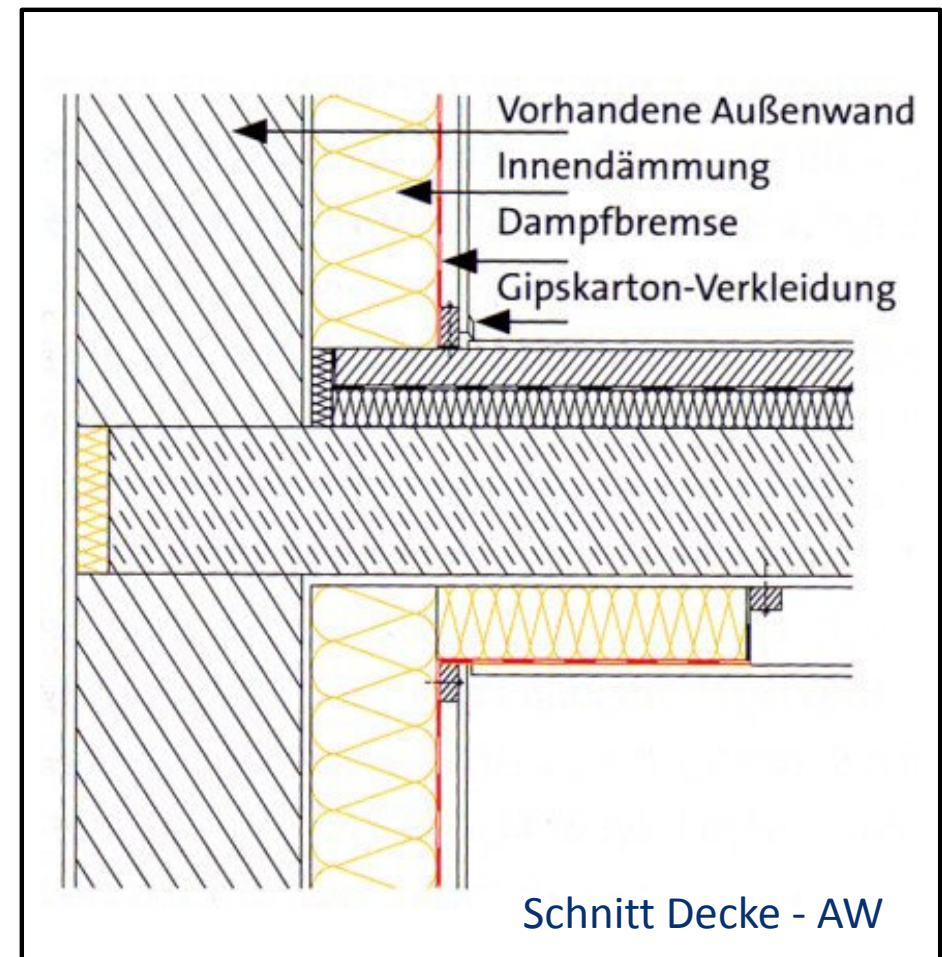 Vorhandene Außenwand
Innendämmung
Dampfbremse
Gipskarton-Verkleidung
Schnitt Decke - AW